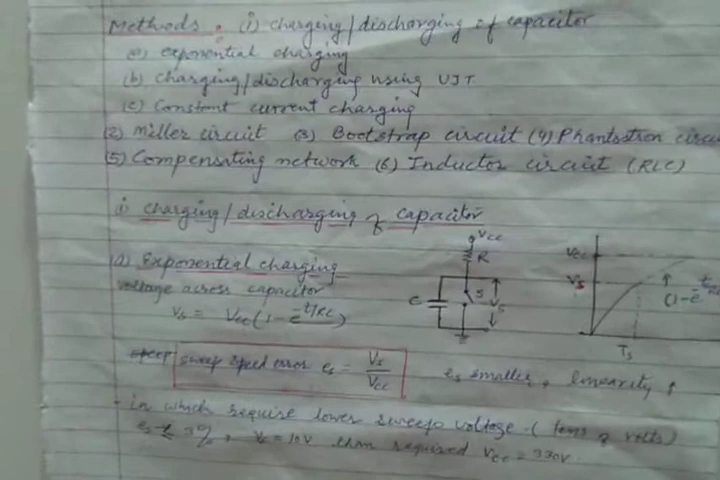 Methods. (i) charging/discharging of capacitor
(a) exponential charging
(b) charging/discharging using UJT
(c) Constant current charging
(2) Miller circuit (3) Bootstrap circuit (4) Phantastron circu
(5) Compensating network (6) Inductor circuit (RLC)
i) charging/discharging of capacitor
(a) Exponential charging
voltage across capacitor
Vs = Vcc(1-e^-t/RC)
Vcc
R
C
S
Vs
Vcc
Vs
(1-e^-t/RC
Ts
sweep speed error es = Vs/Vcc
es smaller, linearity ↑
- in which require lower sweep voltage. (tens of volts)
Vs = 10V then required Vcc = 330V.